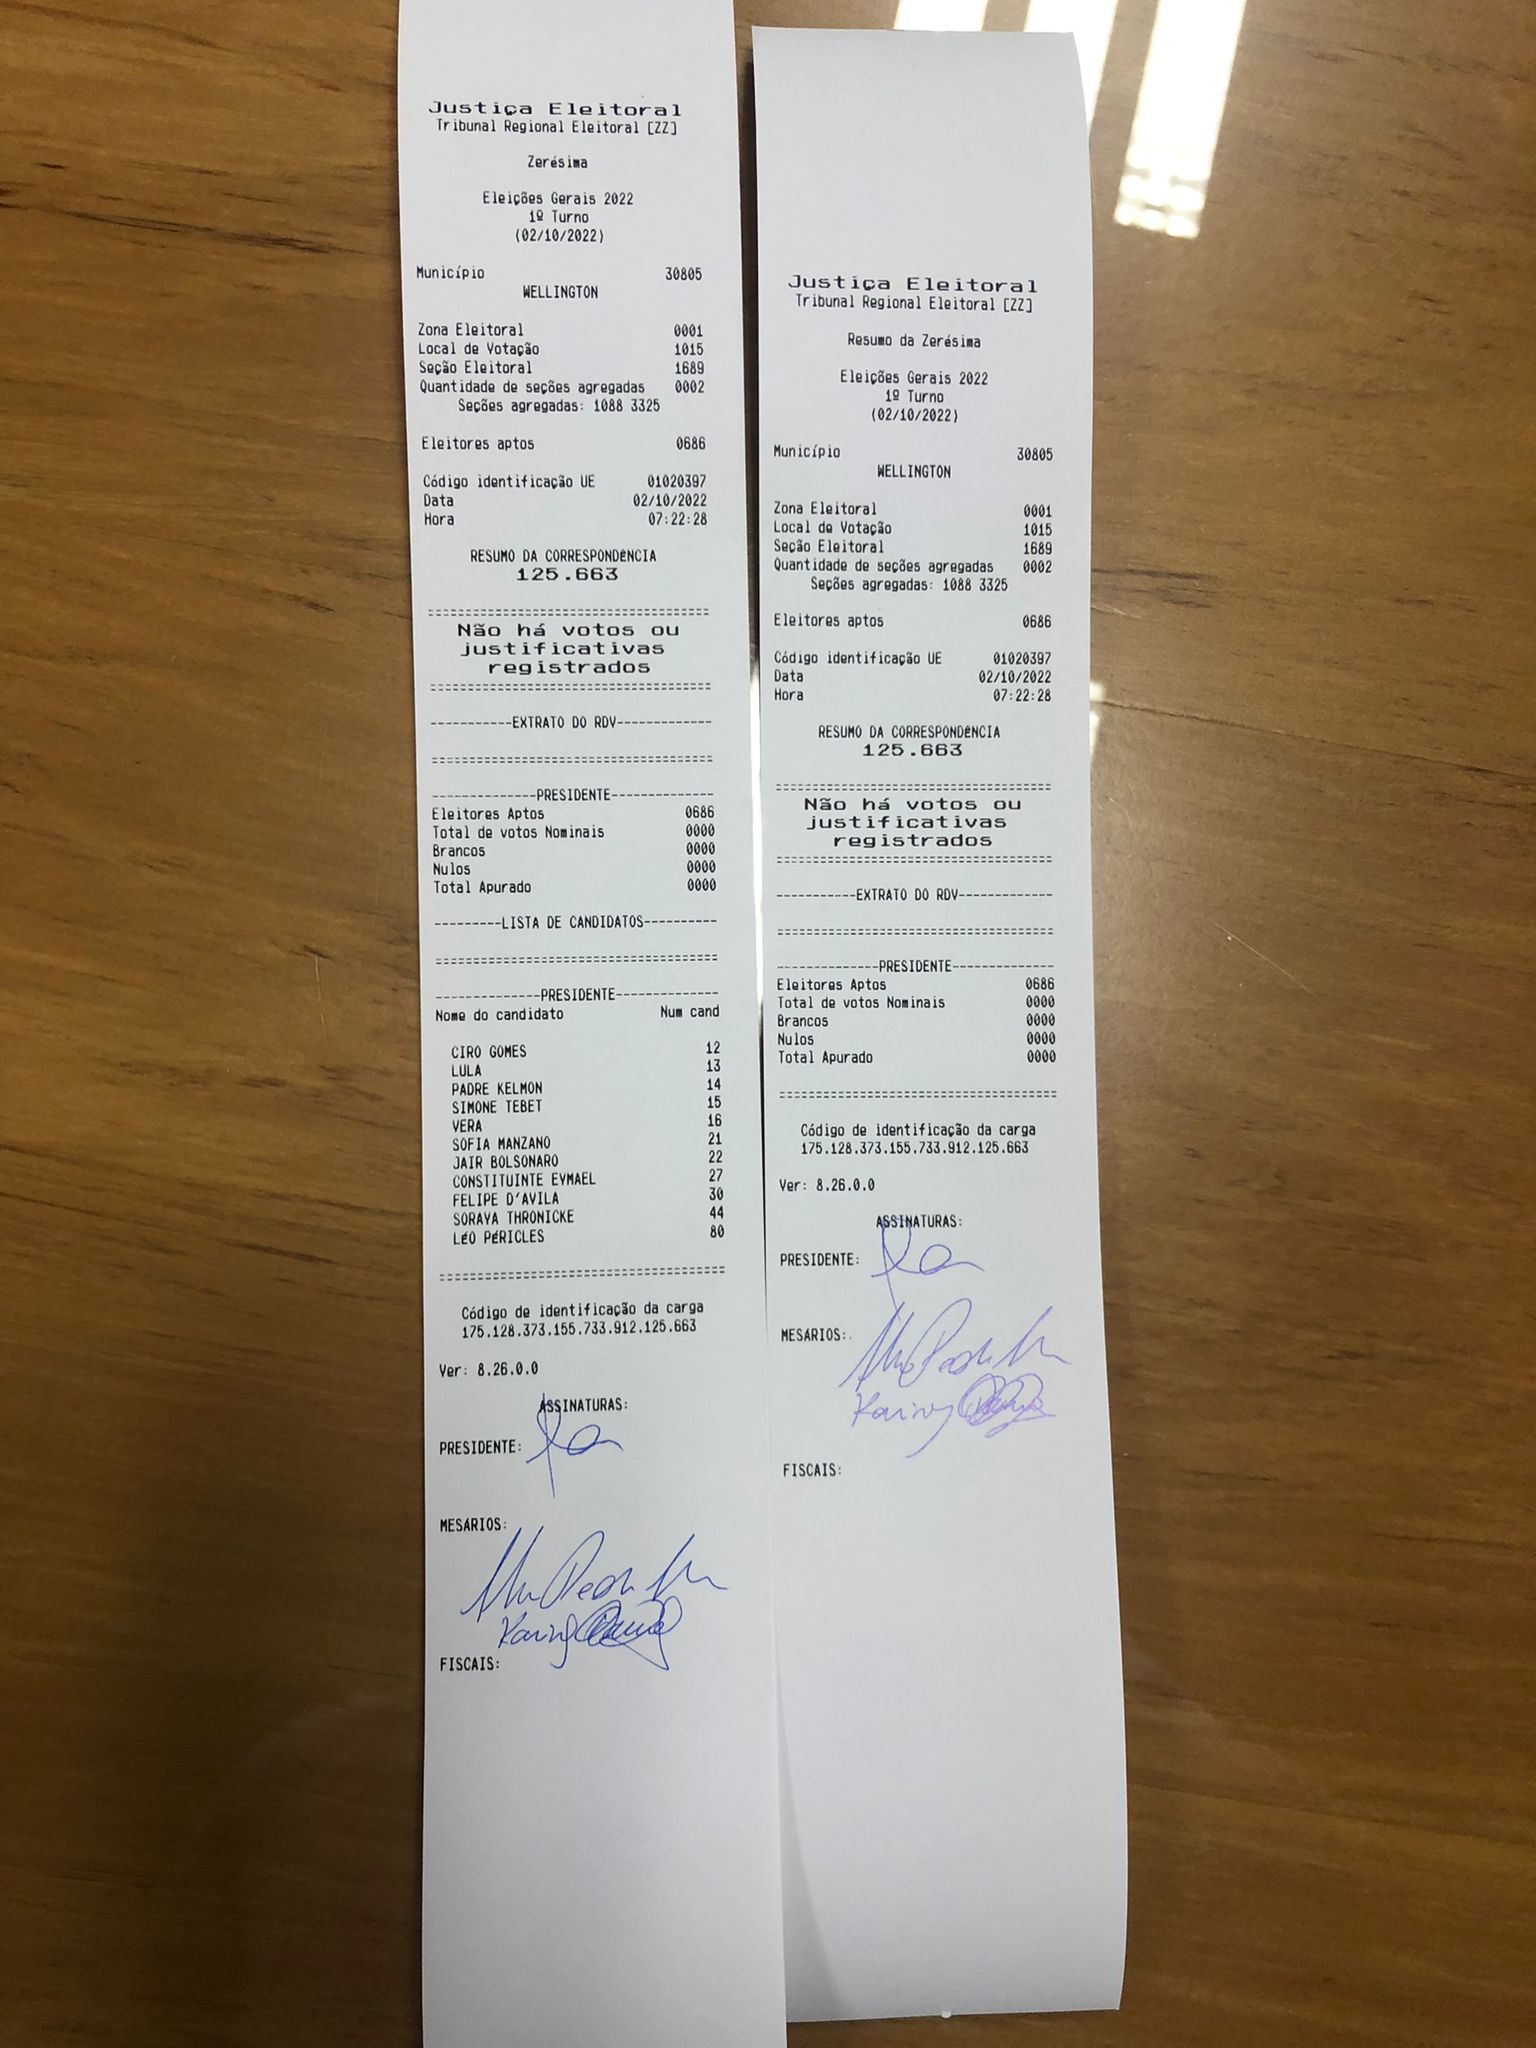 Justiça Eleitoral
Tribunal Regional Eleitoral [ZZ]
Zerésima
Eleições Gerais 2022
1º Turno
(02/10/2022)
Município 30805
WELLINGTON
Zona Eleitoral 0001
Local de Votação 1015
Seção Eleitoral 1689
Quantidade de seções agregadas 0002
Seções agregadas: 1088 3325
Eleitores aptos 0686
Código identificação UE 01020397
Data 02/10/2022
Hora 07:22:28
RESUMO DA CORRESPONDÊNCIA
125.663
==============================
Não há votos ou
justificativas
registrados
==============================
-----------EXTRATO DO RDV-------------
==============================
--------------PRESIDENTE--------------
Eleitores Aptos 0686
Total de votos Nominais 0000
Brancos 0000
Nulos 0000
Total Apurado 0000
---------LISTA DE CANDIDATOS----------
==============================
--------------PRESIDENTE--------------
Nome do candidato Num cand
CIRO GOMES 12
LULA 13
PADRE KELMON 14
SIMONE TEBET 15
VERA 16
SOFIA MANZANO 21
JAIR BOLSONARO 22
CONSTITUINTE EYMAEL 27
FELIPE D'AVILA 30
SORAYA THRONICKE 44
LÉO PÉRICLES 80
==============================
Código de identificação da carga
175.128.373.155.733.912.125.663
Ver: 8.26.0.0
ASSINATURAS:
PRESIDENTE:
MESÁRIOS:
FISCAIS:
Justiça Eleitoral
Tribunal Regional Eleitoral [ZZ]
Resumo da Zerésima
Eleições Gerais 2022
1º Turno
(02/10/2022)
Município 30805
WELLINGTON
Zona Eleitoral 0001
Local de Votação 1015
Seção Eleitoral 1689
Quantidade de seções agregadas 0002
Seções agregadas: 1088 3325
Eleitores aptos 0686
Código identificação UE 01020397
Data 02/10/2022
Hora 07:22:28
RESUMO DA CORRESPONDÊNCIA
125.663
==============================
Não há votos ou
justificativas
registrados
==============================
-----------EXTRATO DO RDV-------------
==============================
--------------PRESIDENTE--------------
Eleitores Aptos 0686
Total de votos Nominais 0000
Brancos 0000
Nulos 0000
Total Apurado 0000
==============================
Código de identificação da carga
175.128.373.155.733.912.125.663
Ver: 8.26.0.0
ASSINATURAS:
PRESIDENTE:
MESÁRIOS:
FISCAIS: